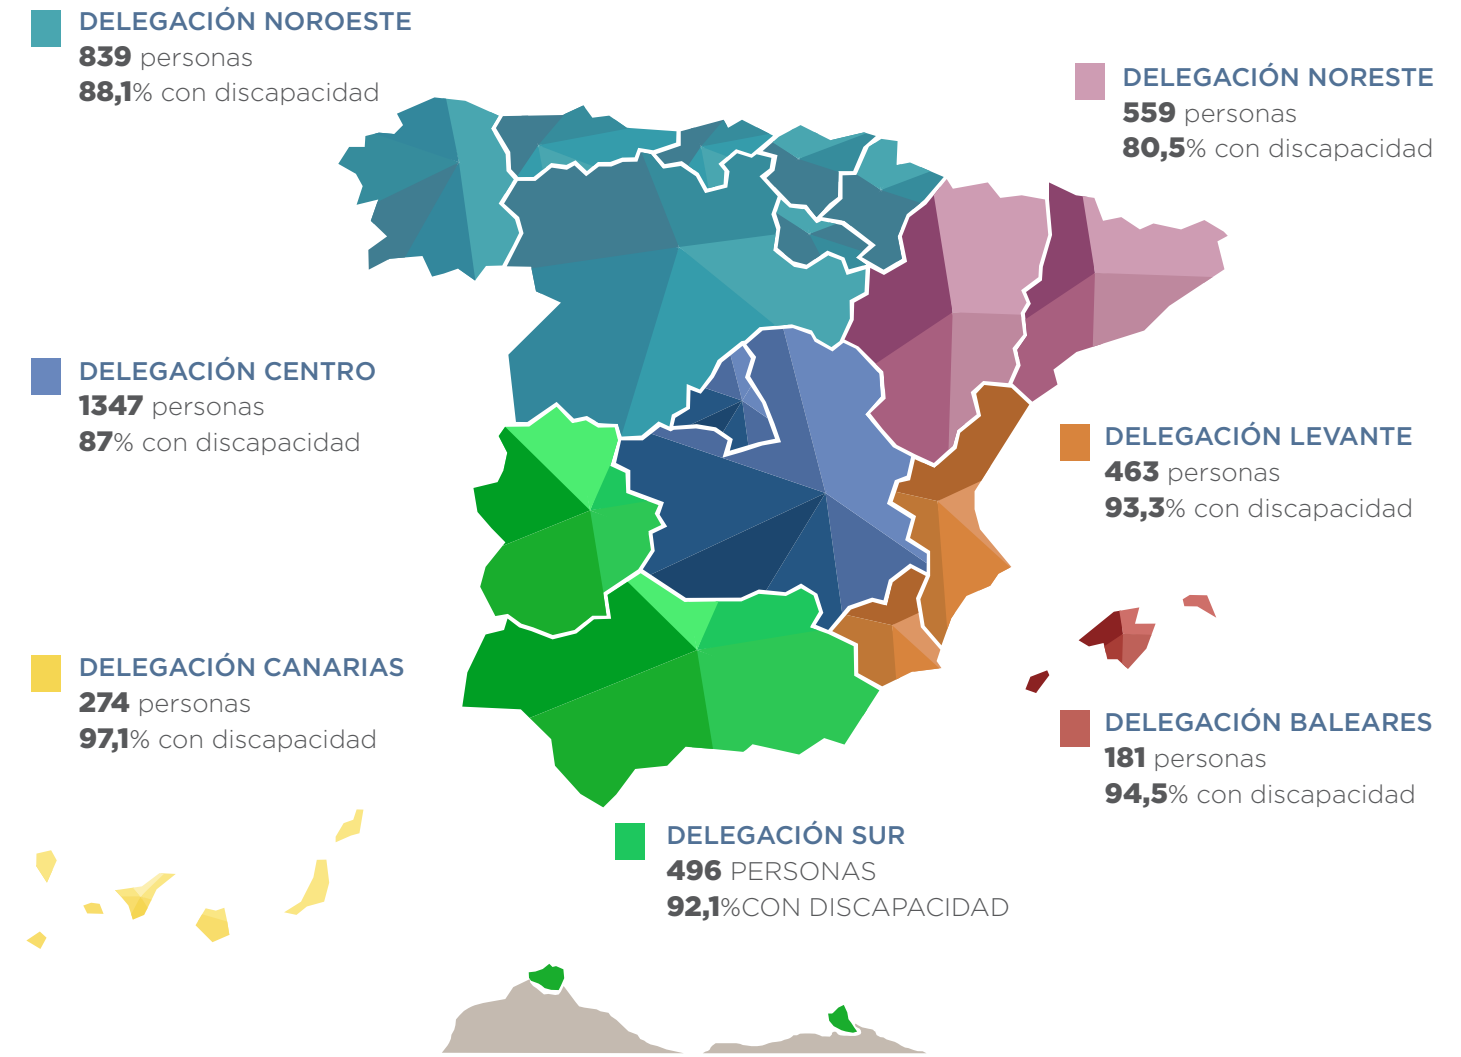 DELEGACIÓN NOROESTE
839 personas
88,1% con discapacidad
DELEGACIÓN NORESTE
559 personas
80,5% con discapacidad
DELEGACIÓN CENTRO
1347 personas
87% con discapacidad
DELEGACIÓN LEVANTE
463 personas
93,3% con discapacidad
DELEGACIÓN CANARIAS
274 personas
97,1% con discapacidad
DELEGACIÓN BALEARES
181 personas
94,5% con discapacidad
DELEGACIÓN SUR
496 PERSONAS
92,1%CON DISCAPACIDAD